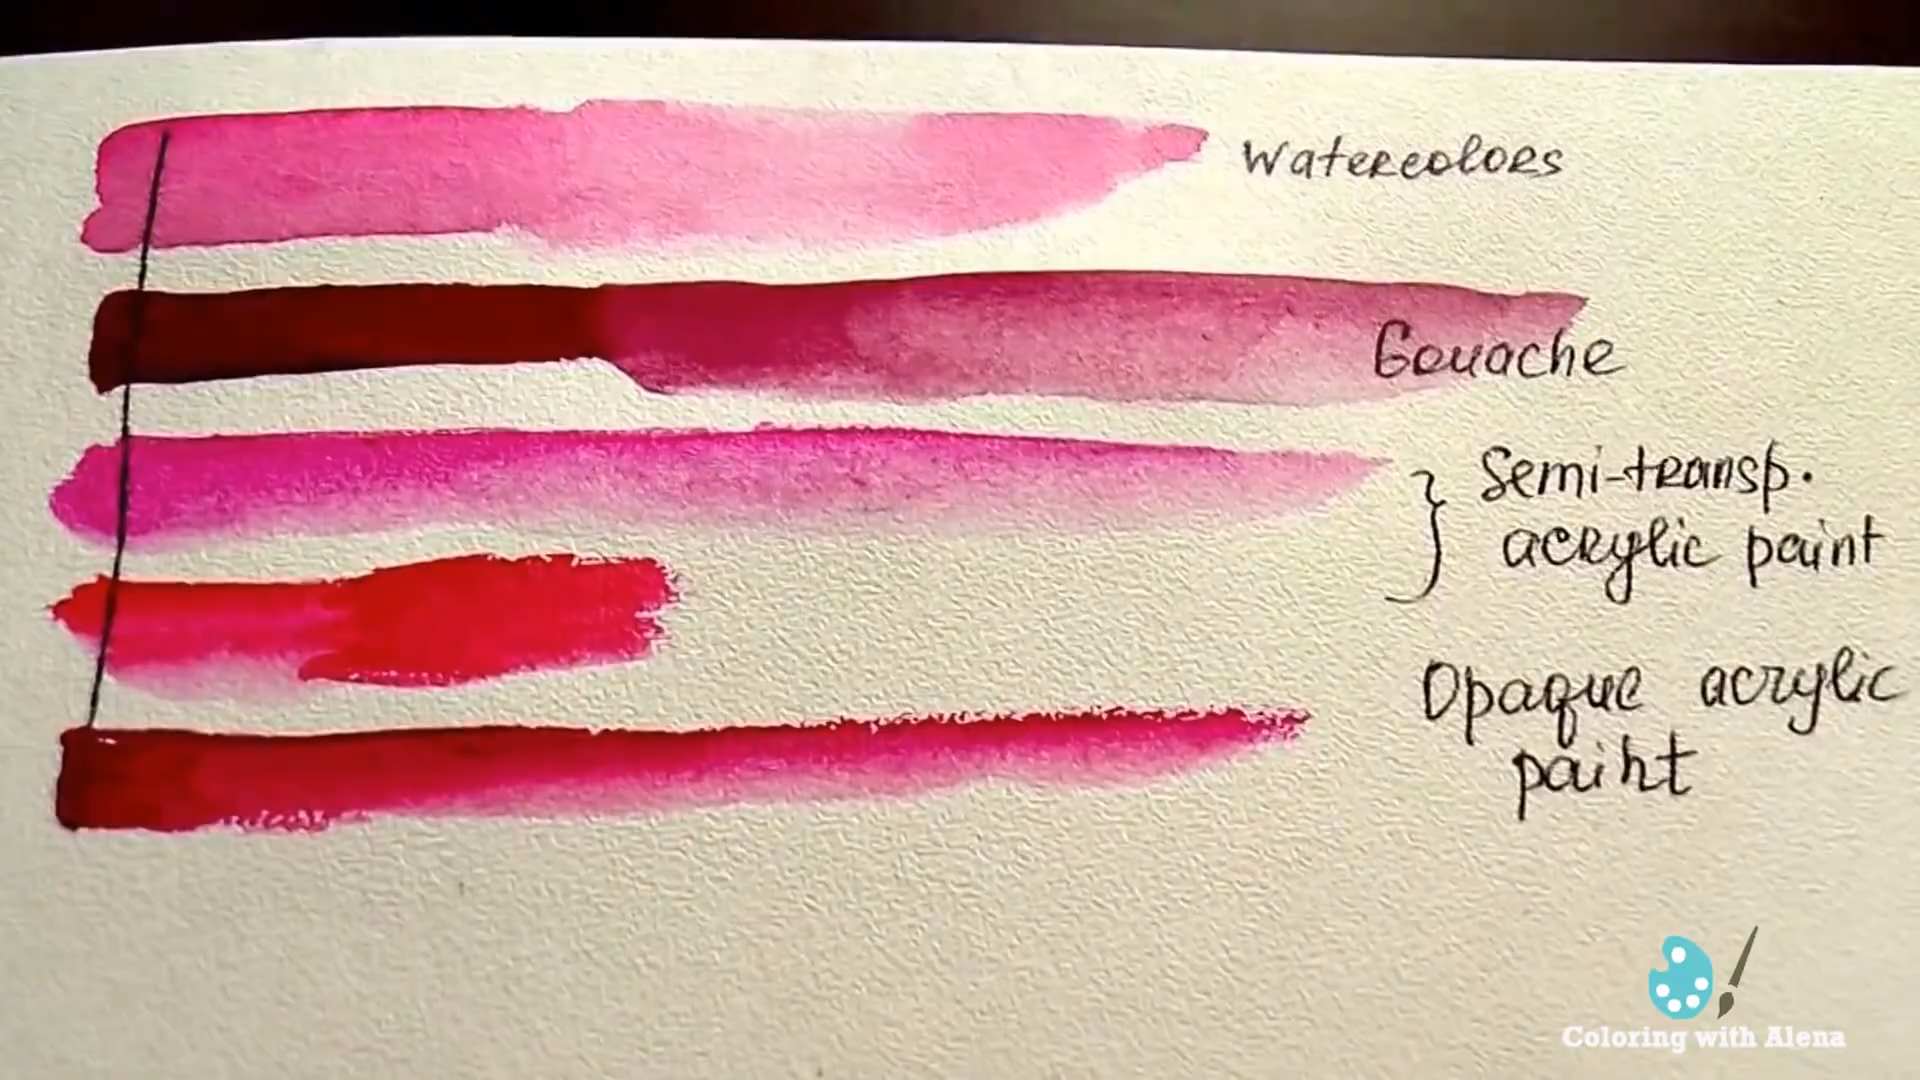 Watercolors
Gouache
Semi-transp.
acrylic paint
Opaque acrylic
paint
Coloring with Alena